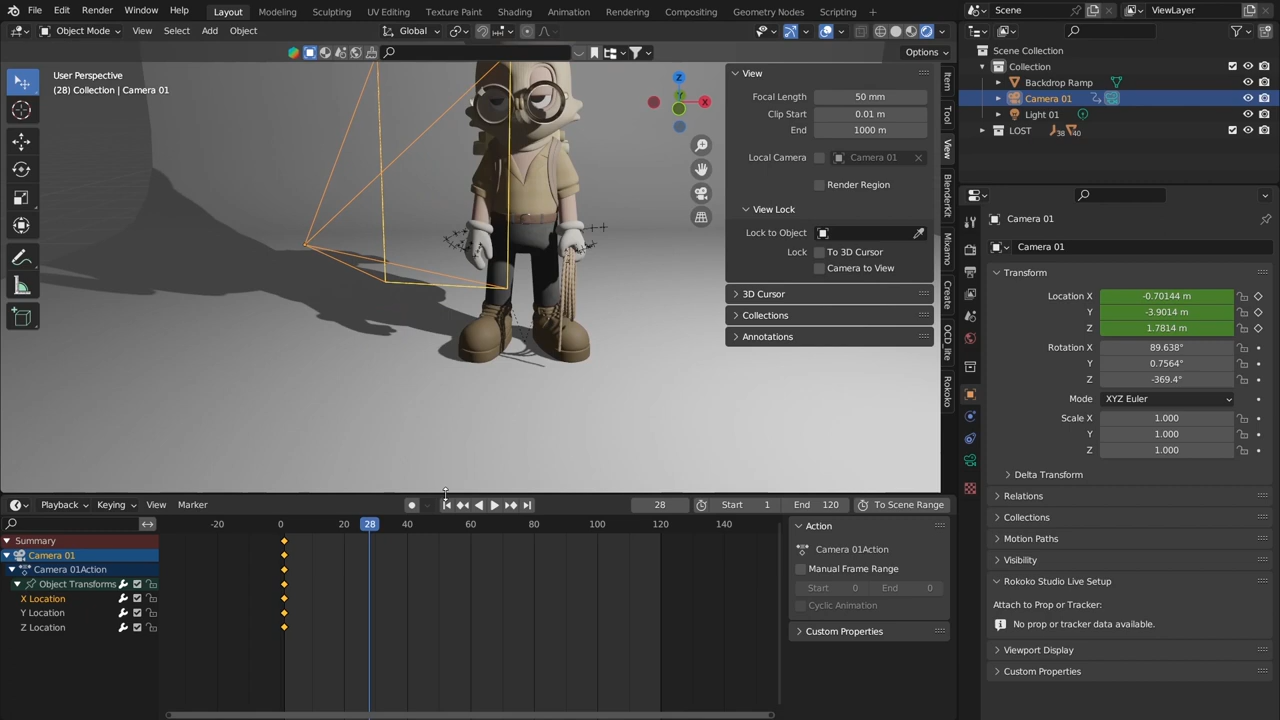 File Edit Render Window Help Layout Modeling Sculpting UV Editing Texture Paint Shading Animation Rendering Compositing Geometry Nodes Scripting + Scene ViewLayer
Object Mode View Select Add Object Global
Options
User Perspective
(28) Collection | Camera 01
Z
Y
X
View
Focal Length 50 mm
Clip Start 0.01 m
End 1000 m
Local Camera Camera 01
Render Region
View Lock
Lock to Object
Lock To 3D Cursor
Camera to View
3D Cursor
Collections
Annotations
Item
Tool
View
BlenderKit
Mixamo
Create
OCD_lite
Rokoko
Scene Collection
Collection
Backdrop Ramp
Camera 01
Light 01
LOST 38 40
Camera 01
Camera 01
Transform
Location X -0.70144 m
Y -3.9014 m
Z 1.7814 m
Rotation X 89.638°
Y 0.7564°
Z -369.4°
Mode XYZ Euler
Scale X 1.000
Y 1.000
Z 1.000
Delta Transform
Relations
Collections
Motion Paths
Visibility
Rokoko Studio Live Setup
Attach to Prop or Tracker:
No prop or tracker data available.
Viewport Display
Custom Properties
Playback Keying View Marker 28 Start 1 End 120 To Scene Range
-20 0 20 28 40 60 80 100 120 140
Summary
Camera 01
Camera 01Action
Object Transforms
X Location
Y Location
Z Location
Action
Camera 01Action
Manual Frame Range
Start 0 End 0
Cyclic Animation
Custom Properties